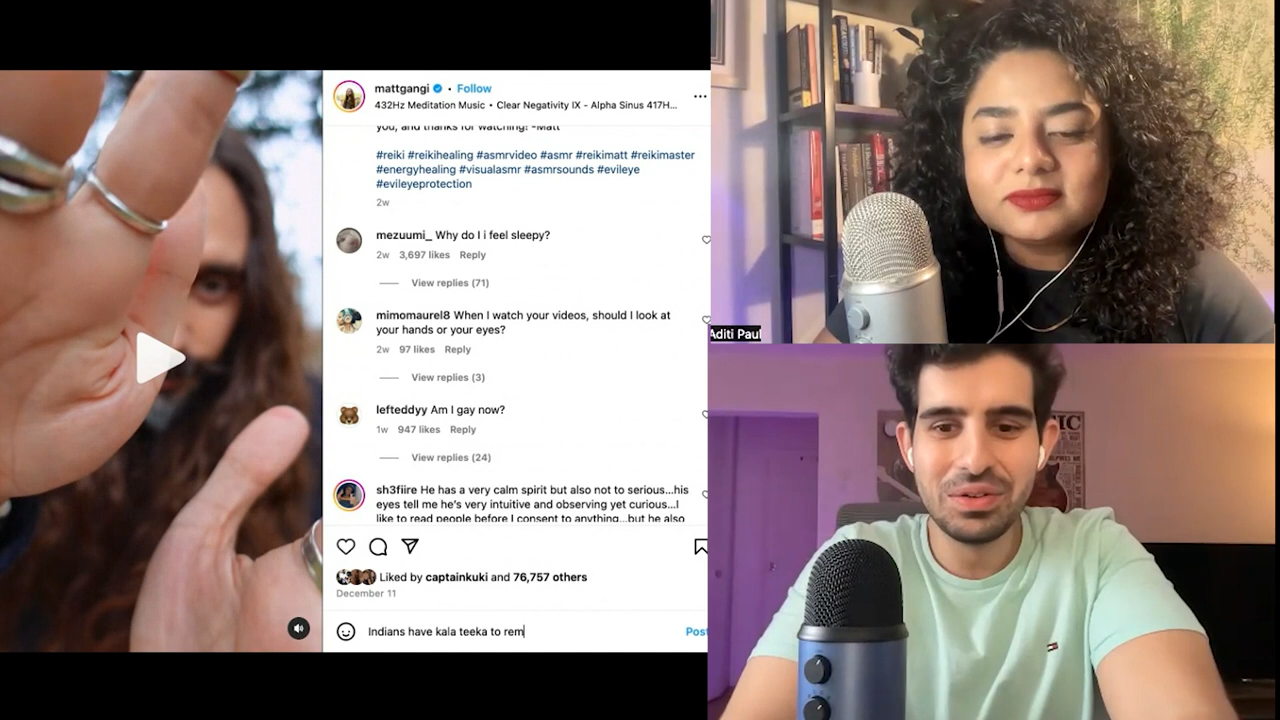 mattgangi • Follow
432Hz Meditation Music • Clear Negativity IX - Alpha Sinus 417H...
you, and thanks for watching! -Matt
#reiki #reikihealing #asmrvideo #asmr #reikimatt #reikimaster
#energyhealing #visualasmr #asmrsounds #evileye
#evileyeprotection
2w
mezuumi_ Why do I i feel sleepy?
2w 3,697 likes Reply
View replies (71)
mimomaurel8 When I watch your videos, should I look at
your hands or your eyes?
2w 97 likes Reply
View replies (3)
lefteddyy Am I gay now?
1w 947 likes Reply
View replies (24)
sh3fiire He has a very calm spirit but also not to serious...his
eyes tell me he's very intuitive and observing yet curious...I
like to read people before I consent to anything...but he also
Liked by captainkuki and 76,757 others
December 11
Indians have kala teeka to rem
Post
Aditi Paul
IC